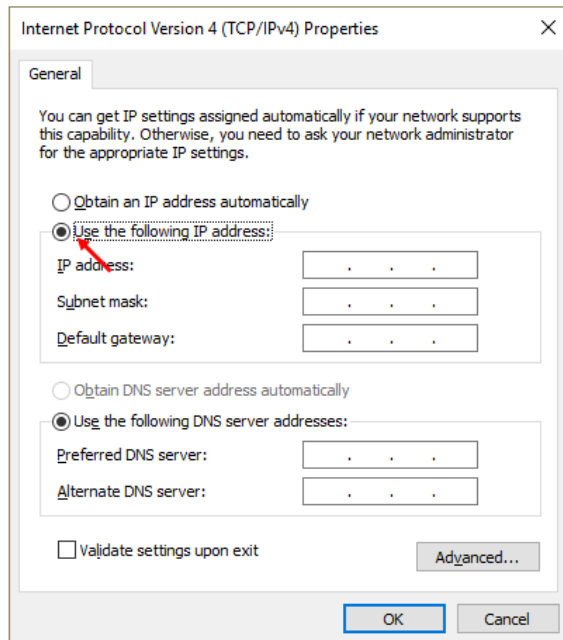 Internet Protocol Version 4 (TCP/IPv4) Properties
General
You can get IP settings assigned automatically if your network supports
this capability. Otherwise, you need to ask your network administrator
for the appropriate IP settings.
Obtain an IP address automatically
Use the following IP address:
IP address:
Subnet mask:
Default gateway:
Obtain DNS server address automatically
Use the following DNS server addresses:
Preferred DNS server:
Alternate DNS server:
Validate settings upon exit
Advanced...
OK Cancel